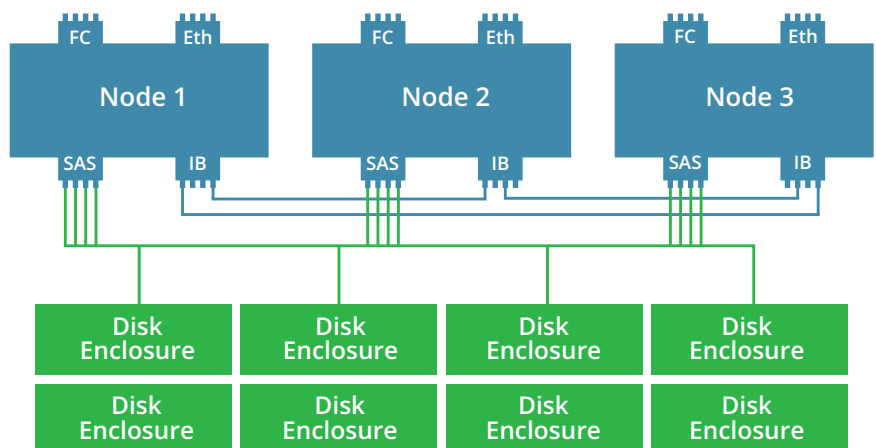 FC
Eth
FC
Eth
FC
Eth
Node 1
Node 2
Node 3
SAS
IB
SAS
IB
SAS
IB
Disk
Enclosure
Disk
Enclosure
Disk
Enclosure
Disk
Enclosure
Disk
Enclosure
Disk
Enclosure
Disk
Enclosure
Disk
Enclosure